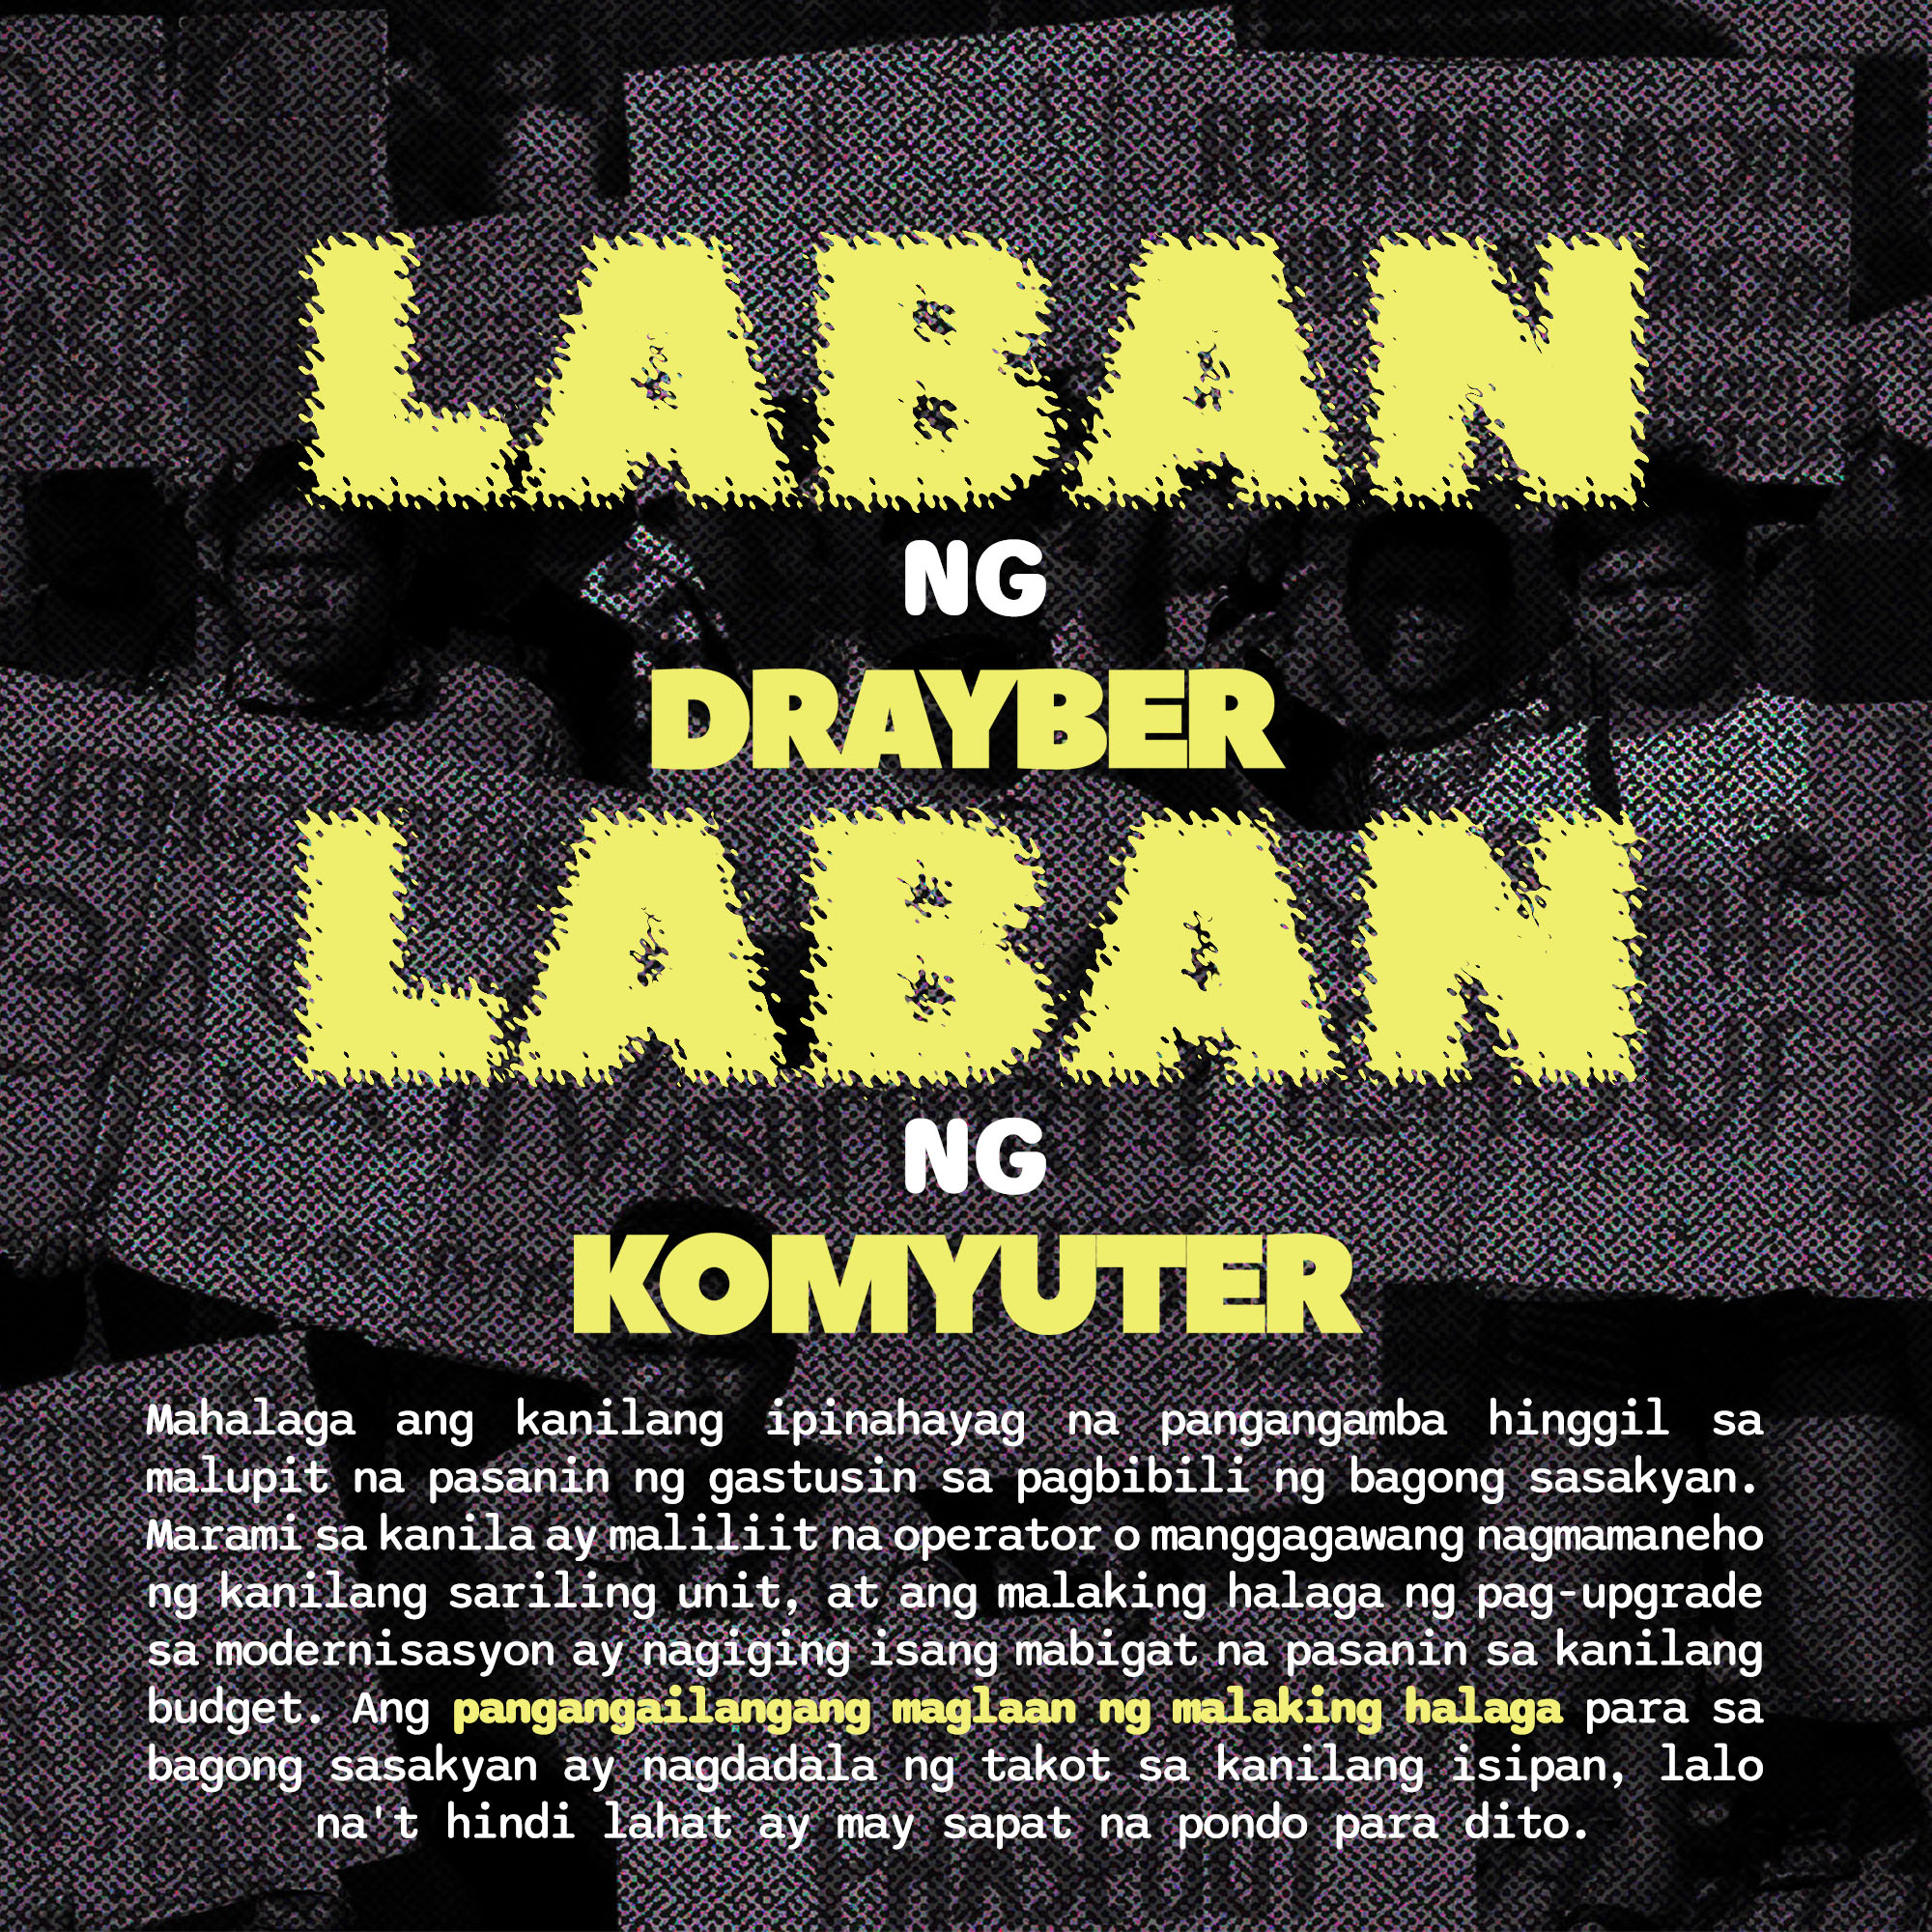 LABAN
NG
DRAYBER
LABAN
NG
KOMYUTER
Mahalaga ang kanilang ipinahayag na pangangamba hinggil sa
malupit na pasanin ng gastusin sa pagbibili ng bagong sasakyan.
Marami sa kanila ay maliliit na operator o manggagawang nagmamaneho
ng kanilang sariling unit, at ang malaking halaga ng pag-upgrade
sa modernisasyon ay nagiging isang mabigat na pasanin sa kanilang
budget. Ang pangangailangang maglaan ng malaking halaga para sa
bagong sasakyan ay nagdadala ng takot sa kanilang isipan, lalo
na't hindi lahat ay may sapat na pondo para dito.